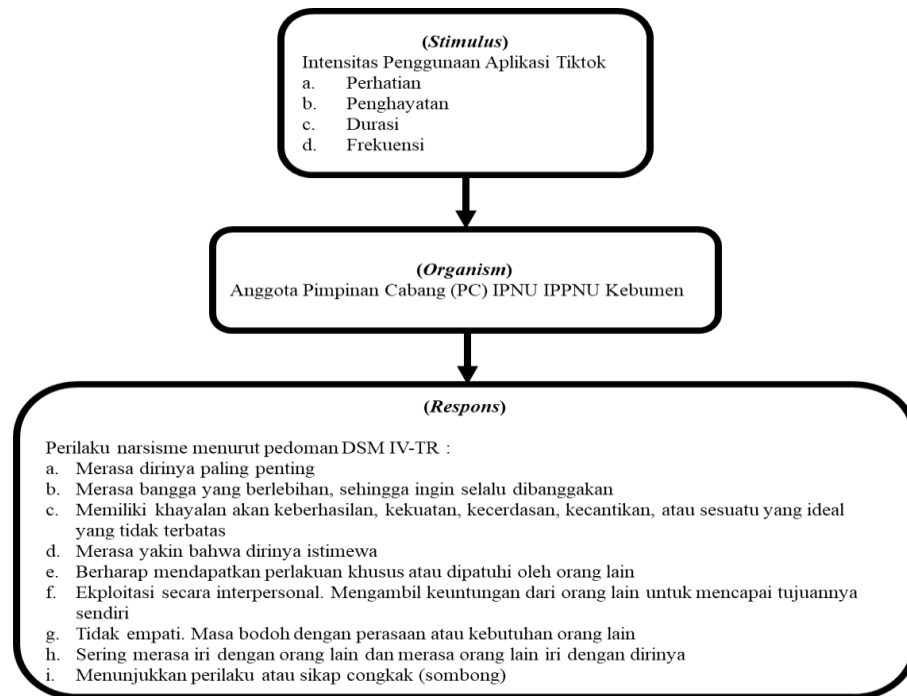 (Stimulus)
Intensitas Penggunaan Aplikasi Tiktok
a. Perhatian
b. Penghayatan
c. Durasi
d. Frekuensi
(Organism)
Anggota Pimpinan Cabang (PC) IPNU IPPNU Kebumen
(Respons)
Perilaku narsisme menurut pedoman DSM IV-TR :
a. Merasa dirinya paling penting
b. Merasa bangga yang berlebihan, sehingga ingin selalu dibanggakan
c. Memiliki khayalan akan keberhasilan, kekuatan, kecerdasan, kecantikan, atau sesuatu yang ideal
yang tidak terbatas
d. Merasa yakin bahwa dirinya istimewa
e. Berharap mendapatkan perlakuan khusus atau dipatuhi oleh orang lain
f. Ekploitasi secara interpersonal. Mengambil keuntungan dari orang lain untuk mencapai tujuannya
sendiri
g. Tidak empati. Masa bodoh dengan perasaan atau kebutuhan orang lain
h. Sering merasa iri dengan orang lain dan merasa orang lain iri dengan dirinya
i. Menunjukkan perilaku atau sikap congkak (sombong)